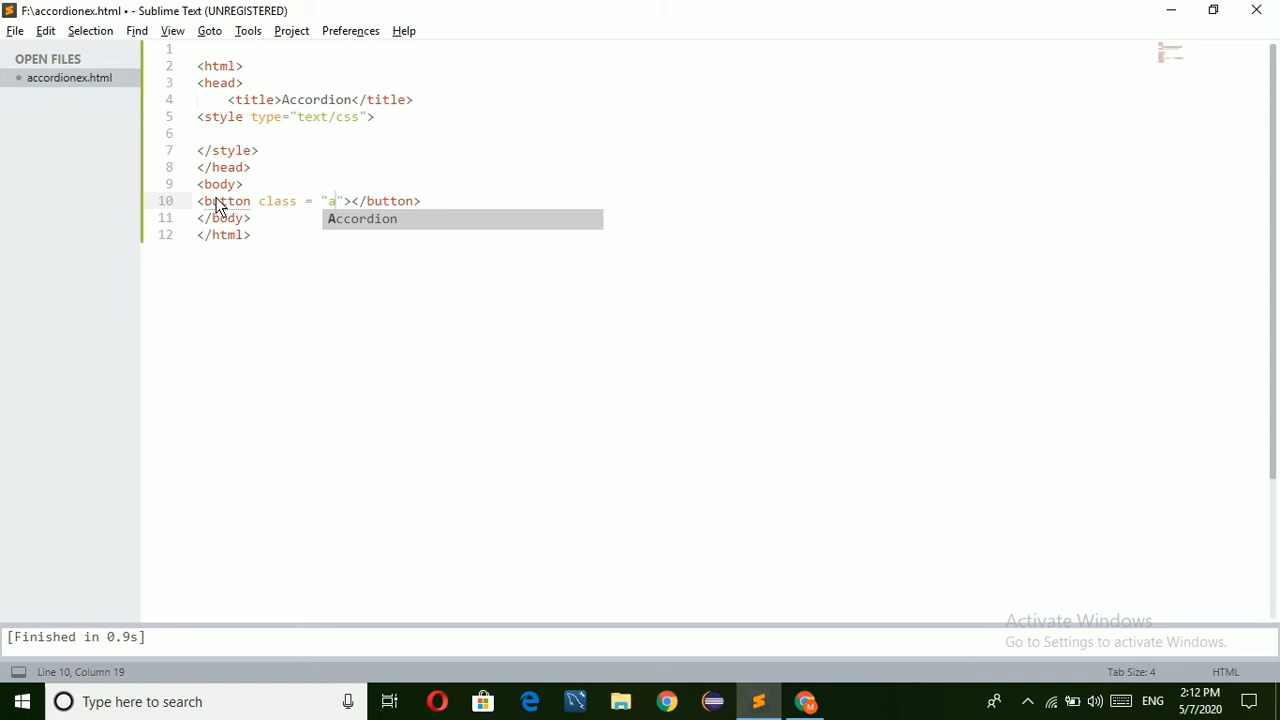 F:\accordionex.html • - Sublime Text (UNREGISTERED)
File Edit Selection Find View Goto Tools Project Preferences Help
OPEN FILES
accordionex.html
1
2 <html>
3 <head>
4 <title>Accordion</title>
5 <style type="text/css">
6
7 </style>
8 </head>
9 <body>
10 <button class = "a"></button>
Accordion
11 </body>
12 </html>
[Finished in 0.9s]
Activate Windows
Go to Settings to activate Windows.
Line 10, Column 19 Tab Size: 4 HTML
Type here to search
ENG
2:12 PM
5/7/2020